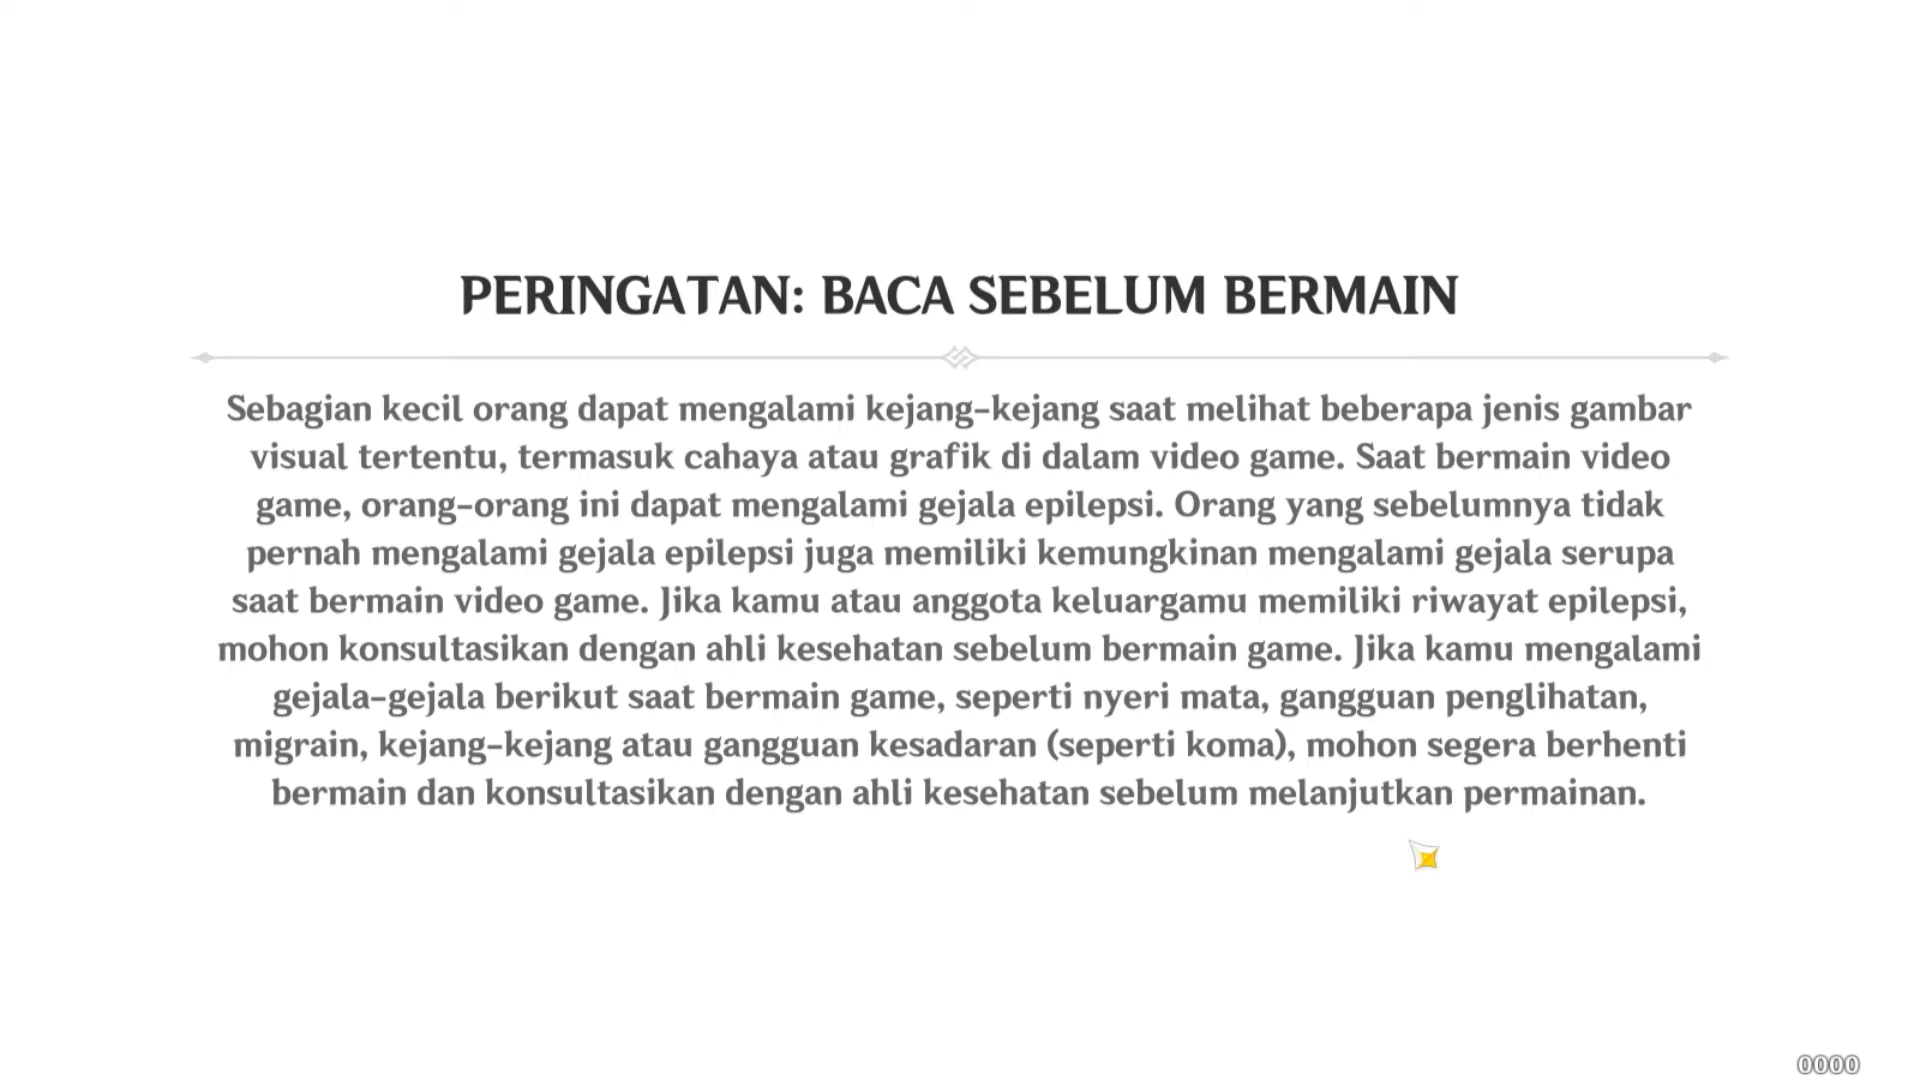 PERINGATAN: BACA SEBELUM BERMAIN
Sebagian kecil orang dapat mengalami kejang-kejang saat melihat beberapa jenis gambar
visual tertentu, termasuk cahaya atau grafik di dalam video game. Saat bermain video
game, orang-orang ini dapat mengalami gejala epilepsi. Orang yang sebelumnya tidak
pernah mengalami gejala epilepsi juga memiliki kemungkinan mengalami gejala serupa
saat bermain video game. Jika kamu atau anggota keluargamu memiliki riwayat epilepsi,
mohon konsultasikan dengan ahli kesehatan sebelum bermain game. Jika kamu mengalami
gejala-gejala berikut saat bermain game, seperti nyeri mata, gangguan penglihatan,
migrain, kejang-kejang atau gangguan kesadaran (seperti koma), mohon segera berhenti
bermain dan konsultasikan dengan ahli kesehatan sebelum melanjutkan permainan.
0000